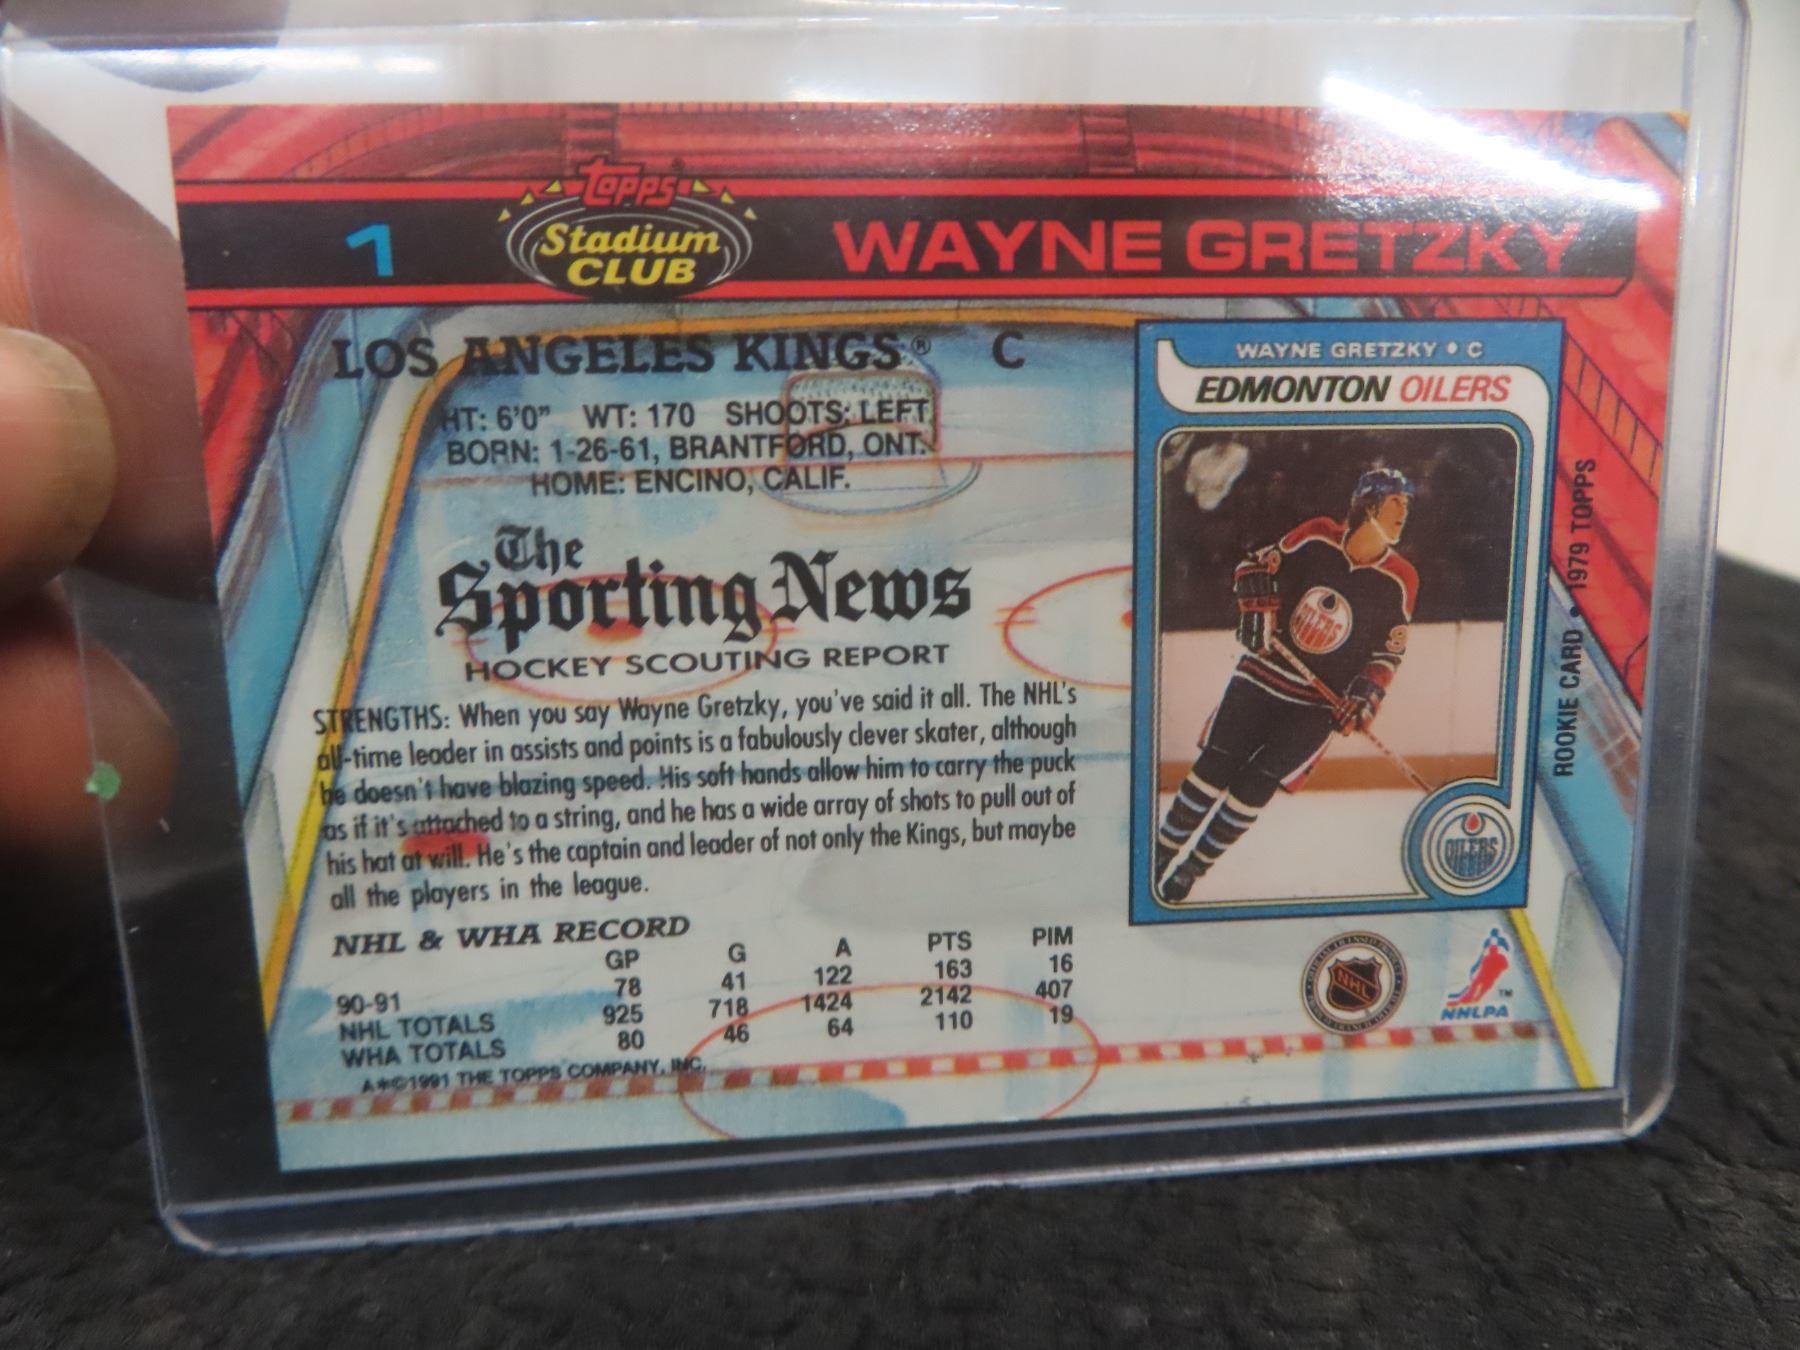 1
Topps®
Stadium
CLUB
WAYNE GRETZKY
LOS ANGELES KINGS® C
HT: 6'0" WT: 170 SHOOTS: LEFT
BORN: 1-26-61, BRANTFORD, ONT.
HOME: ENCINO, CALIF.
The
Sporting News
HOCKEY SCOUTING REPORT
STRENGTHS: When you say Wayne Gretzky, you've said it all. The NHL's
all-time leader in assists and points is a fabulously clever skater, although
he doesn't have blazing speed. His soft hands allow him to carry the puck
as if it's attached to a string, and he has a wide array of shots to pull out of
his hat at will. He's the captain and leader of not only the Kings, but maybe
all the players in the league.
NHL & WHA RECORD
GP G A PTS PIM
90-91 78 41 122 163 16
NHL TOTALS 925 718 1424 2142 407
WHA TOTALS 80 46 64 110 19
A*©1991 THE TOPPS COMPANY, INC.
WAYNE GRETZKY • C
EDMONTON OILERS
OILERS
9
OILERS
ROOKIE CARD • 1979 TOPPS
NHL
NHLPA™